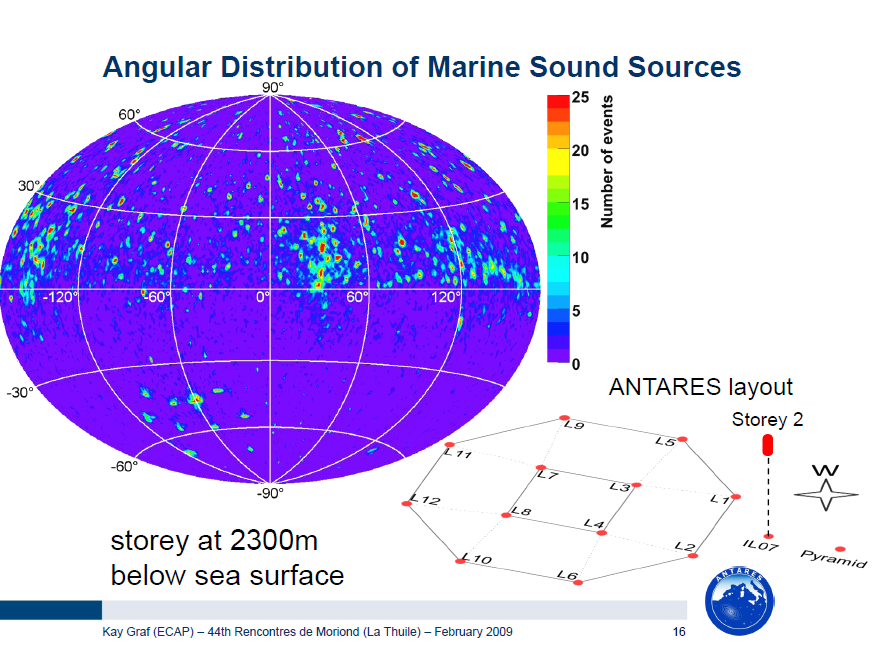 Angular Distribution of Marine Sound Sources
90°
60°
30°
-120°
-60°
0°
60°
120°
-30°
-60°
-90°
25
20
15
10
5
0
Number of events
ANTARES layout
Storey 2
L9
L5
L11
L7
L3
L1
L12
L8
L4
L2
L10
L6
IL07
Pyramid
W
ANTARES
storey at 2300m
below sea surface
Kay Graf (ECAP) – 44th Rencontres de Moriond (La Thuile) – February 2009
16